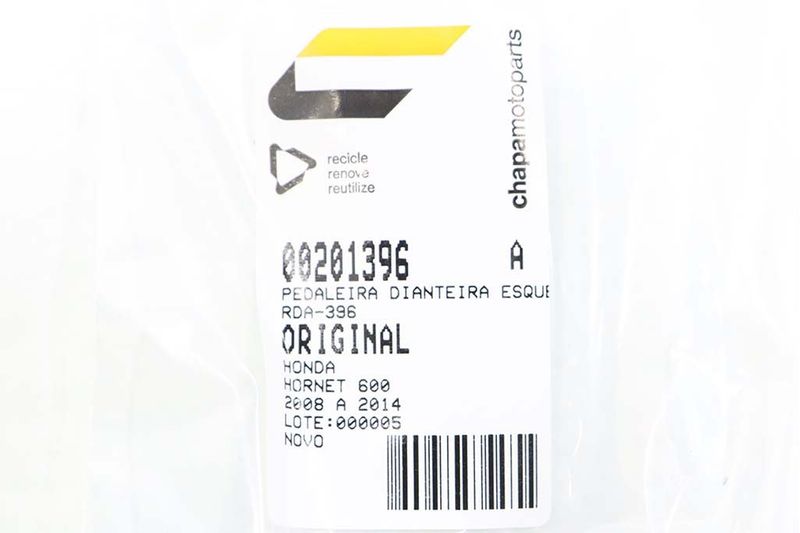 recicle
renove
reutilize
chapamotoparts
00201396 A
PEDALEIRA DIANTEIRA ESQUE
RDA-396
ORIGINAL
HONDA
HORNET 600
2008 A 2014
LOTE:000005
NOVO